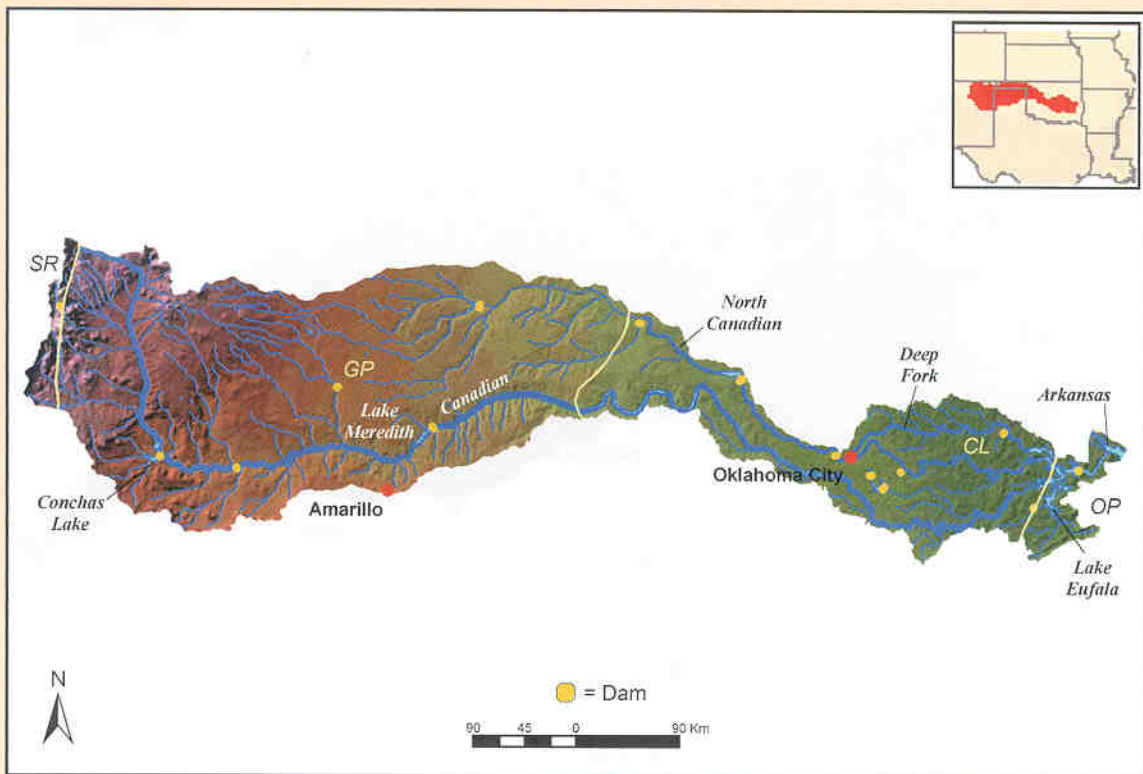 SR
North
Canadian
GP
Deep
Fork
Canadian
Arkansas
Lake
Meredith
CL
Oklahoma City
Conchas
Lake
Amarillo
OP
Lake
Eufala
N
= Dam
90 45 0 90 Km